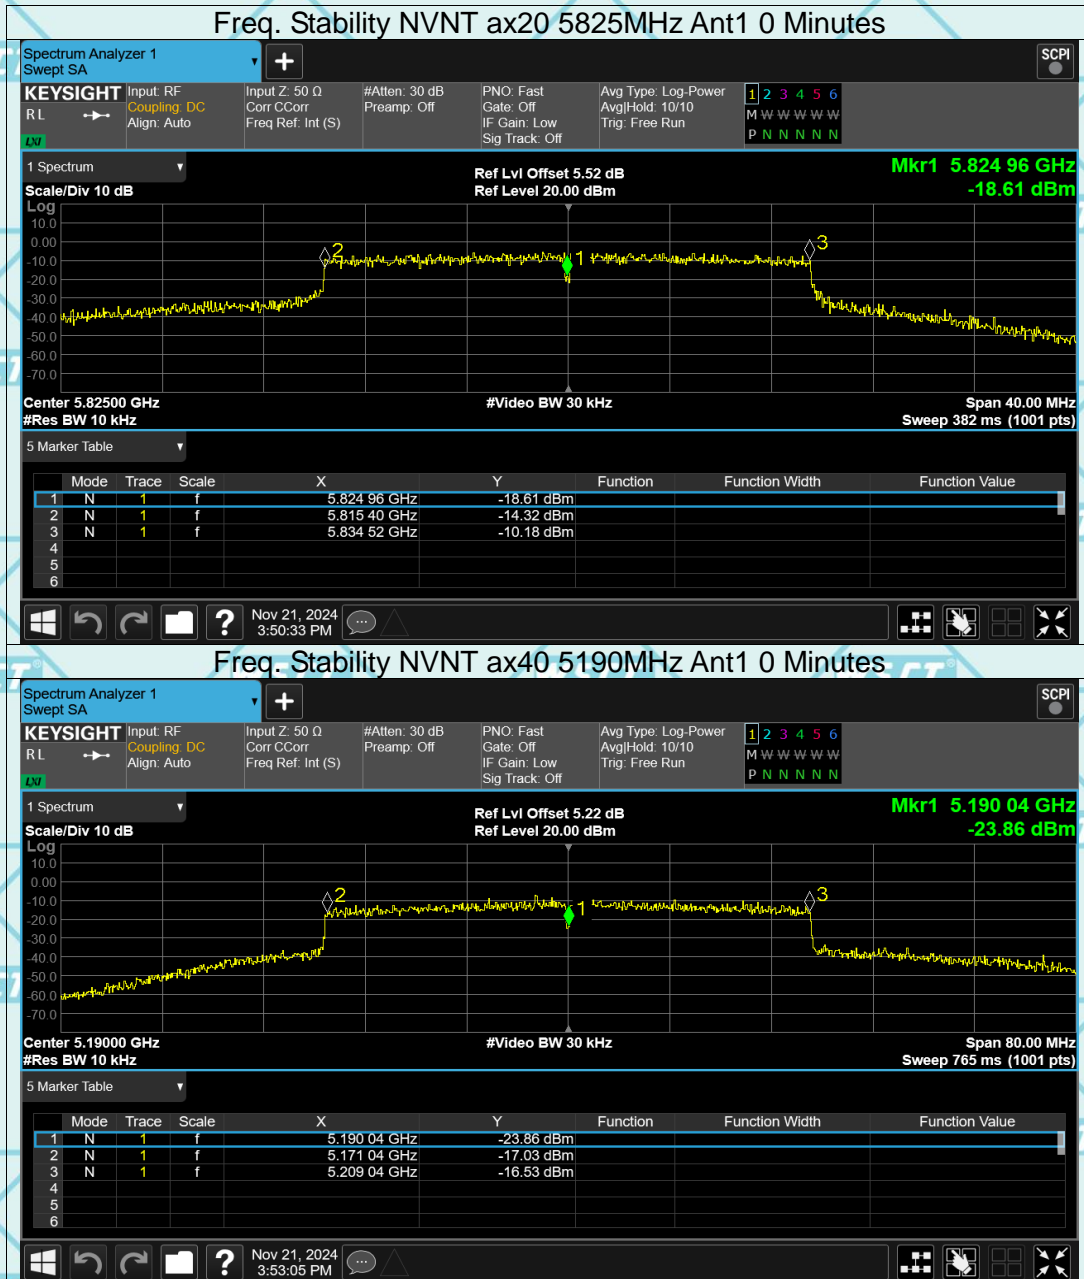 Freq. Stability NVNT ax20 5825MHz Ant1 0 Minutes
Spectrum Analyzer 1
Swept SA
+
SCPI
KEYSIGHT
RL
LXI
Input: RF
Coupling: DC
Align: Auto
Input Z: 50 Ω
Corr CCorr
Freq Ref: Int (S)
#Atten: 30 dB
Preamp: Off
PNO: Fast
Gate: Off
IF Gain: Low
Sig Track: Off
Avg Type: Log-Power
Avg|Hold: 10/10
Trig: Free Run
1 2 3 4 5 6
M W W W W W
P N N N N N
1 Spectrum
Scale/Div 10 dB
Ref Lvl Offset 5.52 dB
Ref Level 20.00 dBm
Mkr1 5.824 96 GHz
-18.61 dBm
Log
10.0
0.00
-10.0
-20.0
-30.0
-40.0
-50.0
-60.0
-70.0
2
1
3
Center 5.82500 GHz
#Video BW 30 kHz
Span 40.00 MHz
#Res BW 10 kHz
Sweep 382 ms (1001 pts)
5 Marker Table
Mode Trace Scale X Y Function Function Width Function Value
1 N 1 f 5.824 96 GHz -18.61 dBm
2 N 1 f 5.815 40 GHz -14.32 dBm
3 N 1 f 5.834 52 GHz -10.18 dBm
4
5
6
? Nov 21, 2024
3:50:33 PM
Freq. Stability NVNT ax40 5190MHz Ant1 0 Minutes
Spectrum Analyzer 1
Swept SA
+
SCPI
KEYSIGHT
RL
LXI
Input: RF
Coupling: DC
Align: Auto
Input Z: 50 Ω
Corr CCorr
Freq Ref: Int (S)
#Atten: 30 dB
Preamp: Off
PNO: Fast
Gate: Off
IF Gain: Low
Sig Track: Off
Avg Type: Log-Power
Avg|Hold: 10/10
Trig: Free Run
1 2 3 4 5 6
M W W W W W
P N N N N N
1 Spectrum
Scale/Div 10 dB
Ref Lvl Offset 5.22 dB
Ref Level 20.00 dBm
Mkr1 5.190 04 GHz
-23.86 dBm
Log
10.0
0.00
-10.0
-20.0
-30.0
-40.0
-50.0
-60.0
-70.0
2
1
3
Center 5.19000 GHz
#Video BW 30 kHz
Span 80.00 MHz
#Res BW 10 kHz
Sweep 765 ms (1001 pts)
5 Marker Table
Mode Trace Scale X Y Function Function Width Function Value
1 N 1 f 5.190 04 GHz -23.86 dBm
2 N 1 f 5.171 04 GHz -17.03 dBm
3 N 1 f 5.209 04 GHz -16.53 dBm
4
5
6
? Nov 21, 2024
3:53:05 PM